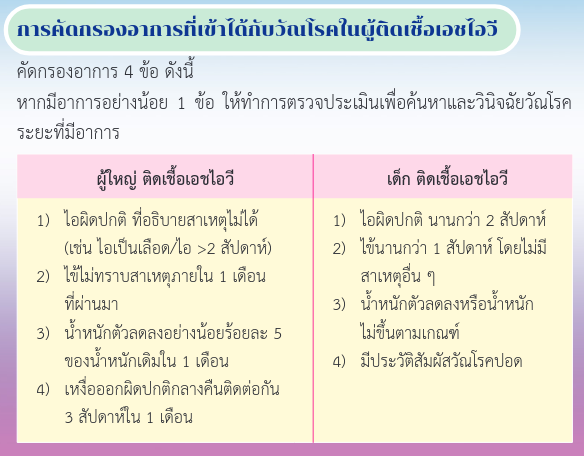 การคัดกรองอาการที่เข้าได้กับวัณโรคในผู้ติดเชื้อเอชไอวี
คัดกรองอาการ 4 ข้อ ดังนี้
หากมีอาการอย่างน้อย 1 ข้อ ให้ทำการตรวจประเมินเพื่อค้นหาและวินิจฉัยวัณโรค
ระยะที่มีอาการ
ผู้ใหญ่ ติดเชื้อเอชไอวี
1) ไอผิดปกติ ที่อธิบายสาเหตุไม่ได้
(เช่น ไอเป็นเลือด/ไอ >2 สัปดาห์)
2) ไข้ไม่ทราบสาเหตุภายใน 1 เดือน
ที่ผ่านมา
3) น้ำหนักตัวลดลงอย่างน้อยร้อยละ 5
ของน้ำหนักเดิมใน 1 เดือน
4) เหงื่อออกผิดปกติกลางคืนติดต่อกัน
3 สัปดาห์ใน 1 เดือน
เด็ก ติดเชื้อเอชไอวี
1) ไอผิดปกติ นานกว่า 2 สัปดาห์
2) ไข้นานกว่า 1 สัปดาห์ โดยไม่มี
สาเหตุอื่น ๆ
3) น้ำหนักตัวลดลงหรือน้ำหนัก
ไม่ขึ้นตามเกณฑ์
4) มีประวัติสัมผัสวัณโรคปอด